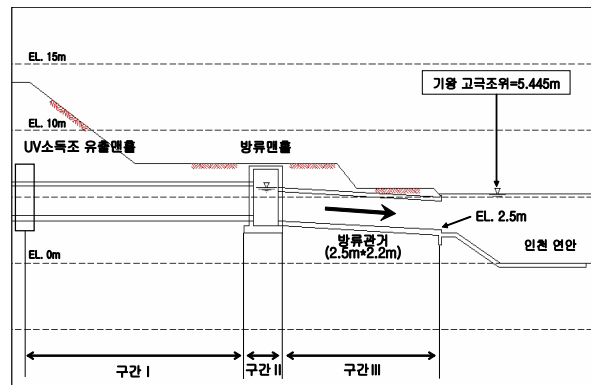 EL. 15m
기왕 고극조위=5.445m
EL. 10m
UV소독조 유출맨홀
방류맨홀
EL. 2.5m
방류관거
(2.5m*2.2m)
인천 연안
EL. 0m
구간 I
구간 II
구간 III